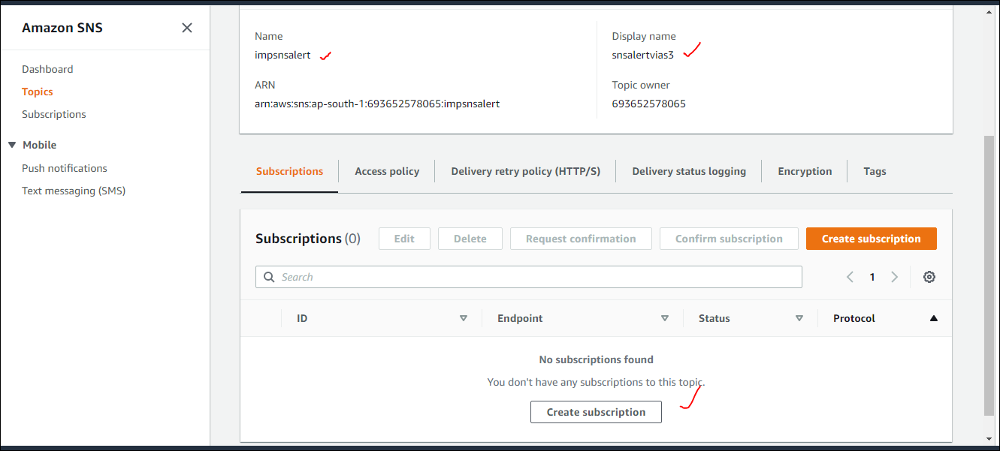 Amazon SNS
Dashboard
Topics
Subscriptions
Mobile
Push notifications
Text messaging (SMS)
Name
impsnsalert
Display name
snsalertvias3
ARN
arn:aws:sns:ap-south-1:693652578065:impsnsalert
Topic owner
693652578065
Subscriptions Access policy Delivery retry policy (HTTP/S) Delivery status logging Encryption Tags
Subscriptions (0) Edit Delete Request confirmation Confirm subscription Create subscription
Search 1
ID Endpoint Status Protocol
No subscriptions found
You don't have any subscriptions to this topic.
Create subscription